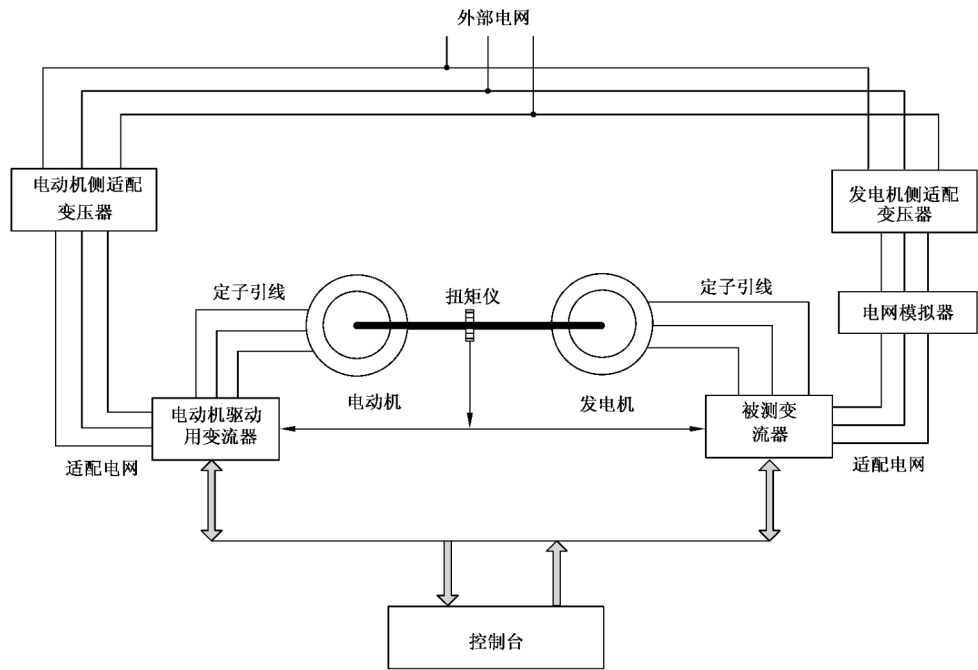 外部电网
电动机侧适配
变压器
发电机侧适配
变压器
定子引线
扭矩仪
定子引线
电网模拟器
电动机
发电机
电动机驱动
用变流器
被测变
流器
适配电网
适配电网
控制台